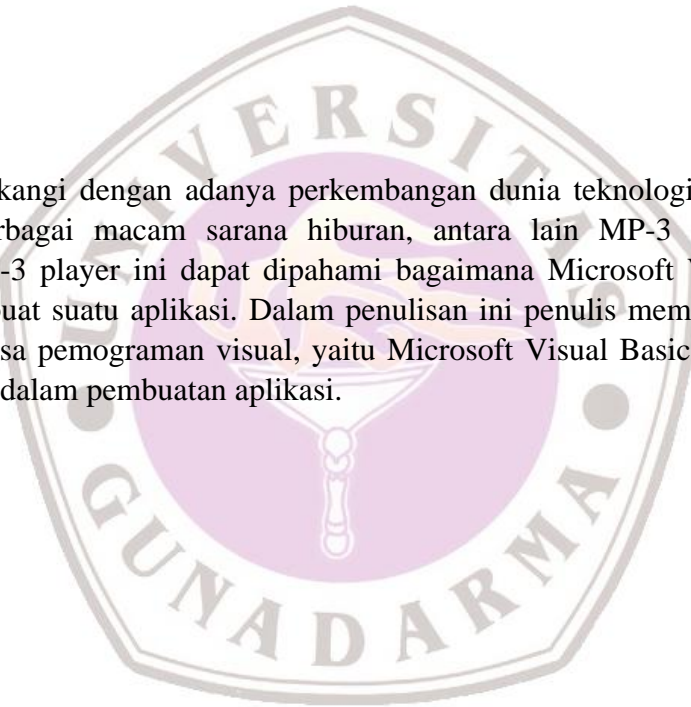 UNIVERSITAS
kangi dengan adanya perkembangan dunia teknologi
rbagai macam sarana hiburan, antara lain MP-3
-3 player ini dapat dipahami bagaimana Microsoft
buat suatu aplikasi. Dalam penulisan ini penulis mem
sa pemograman visual, yaitu Microsoft Visual Basic
dalam pembuatan aplikasi.
GUNADARMA